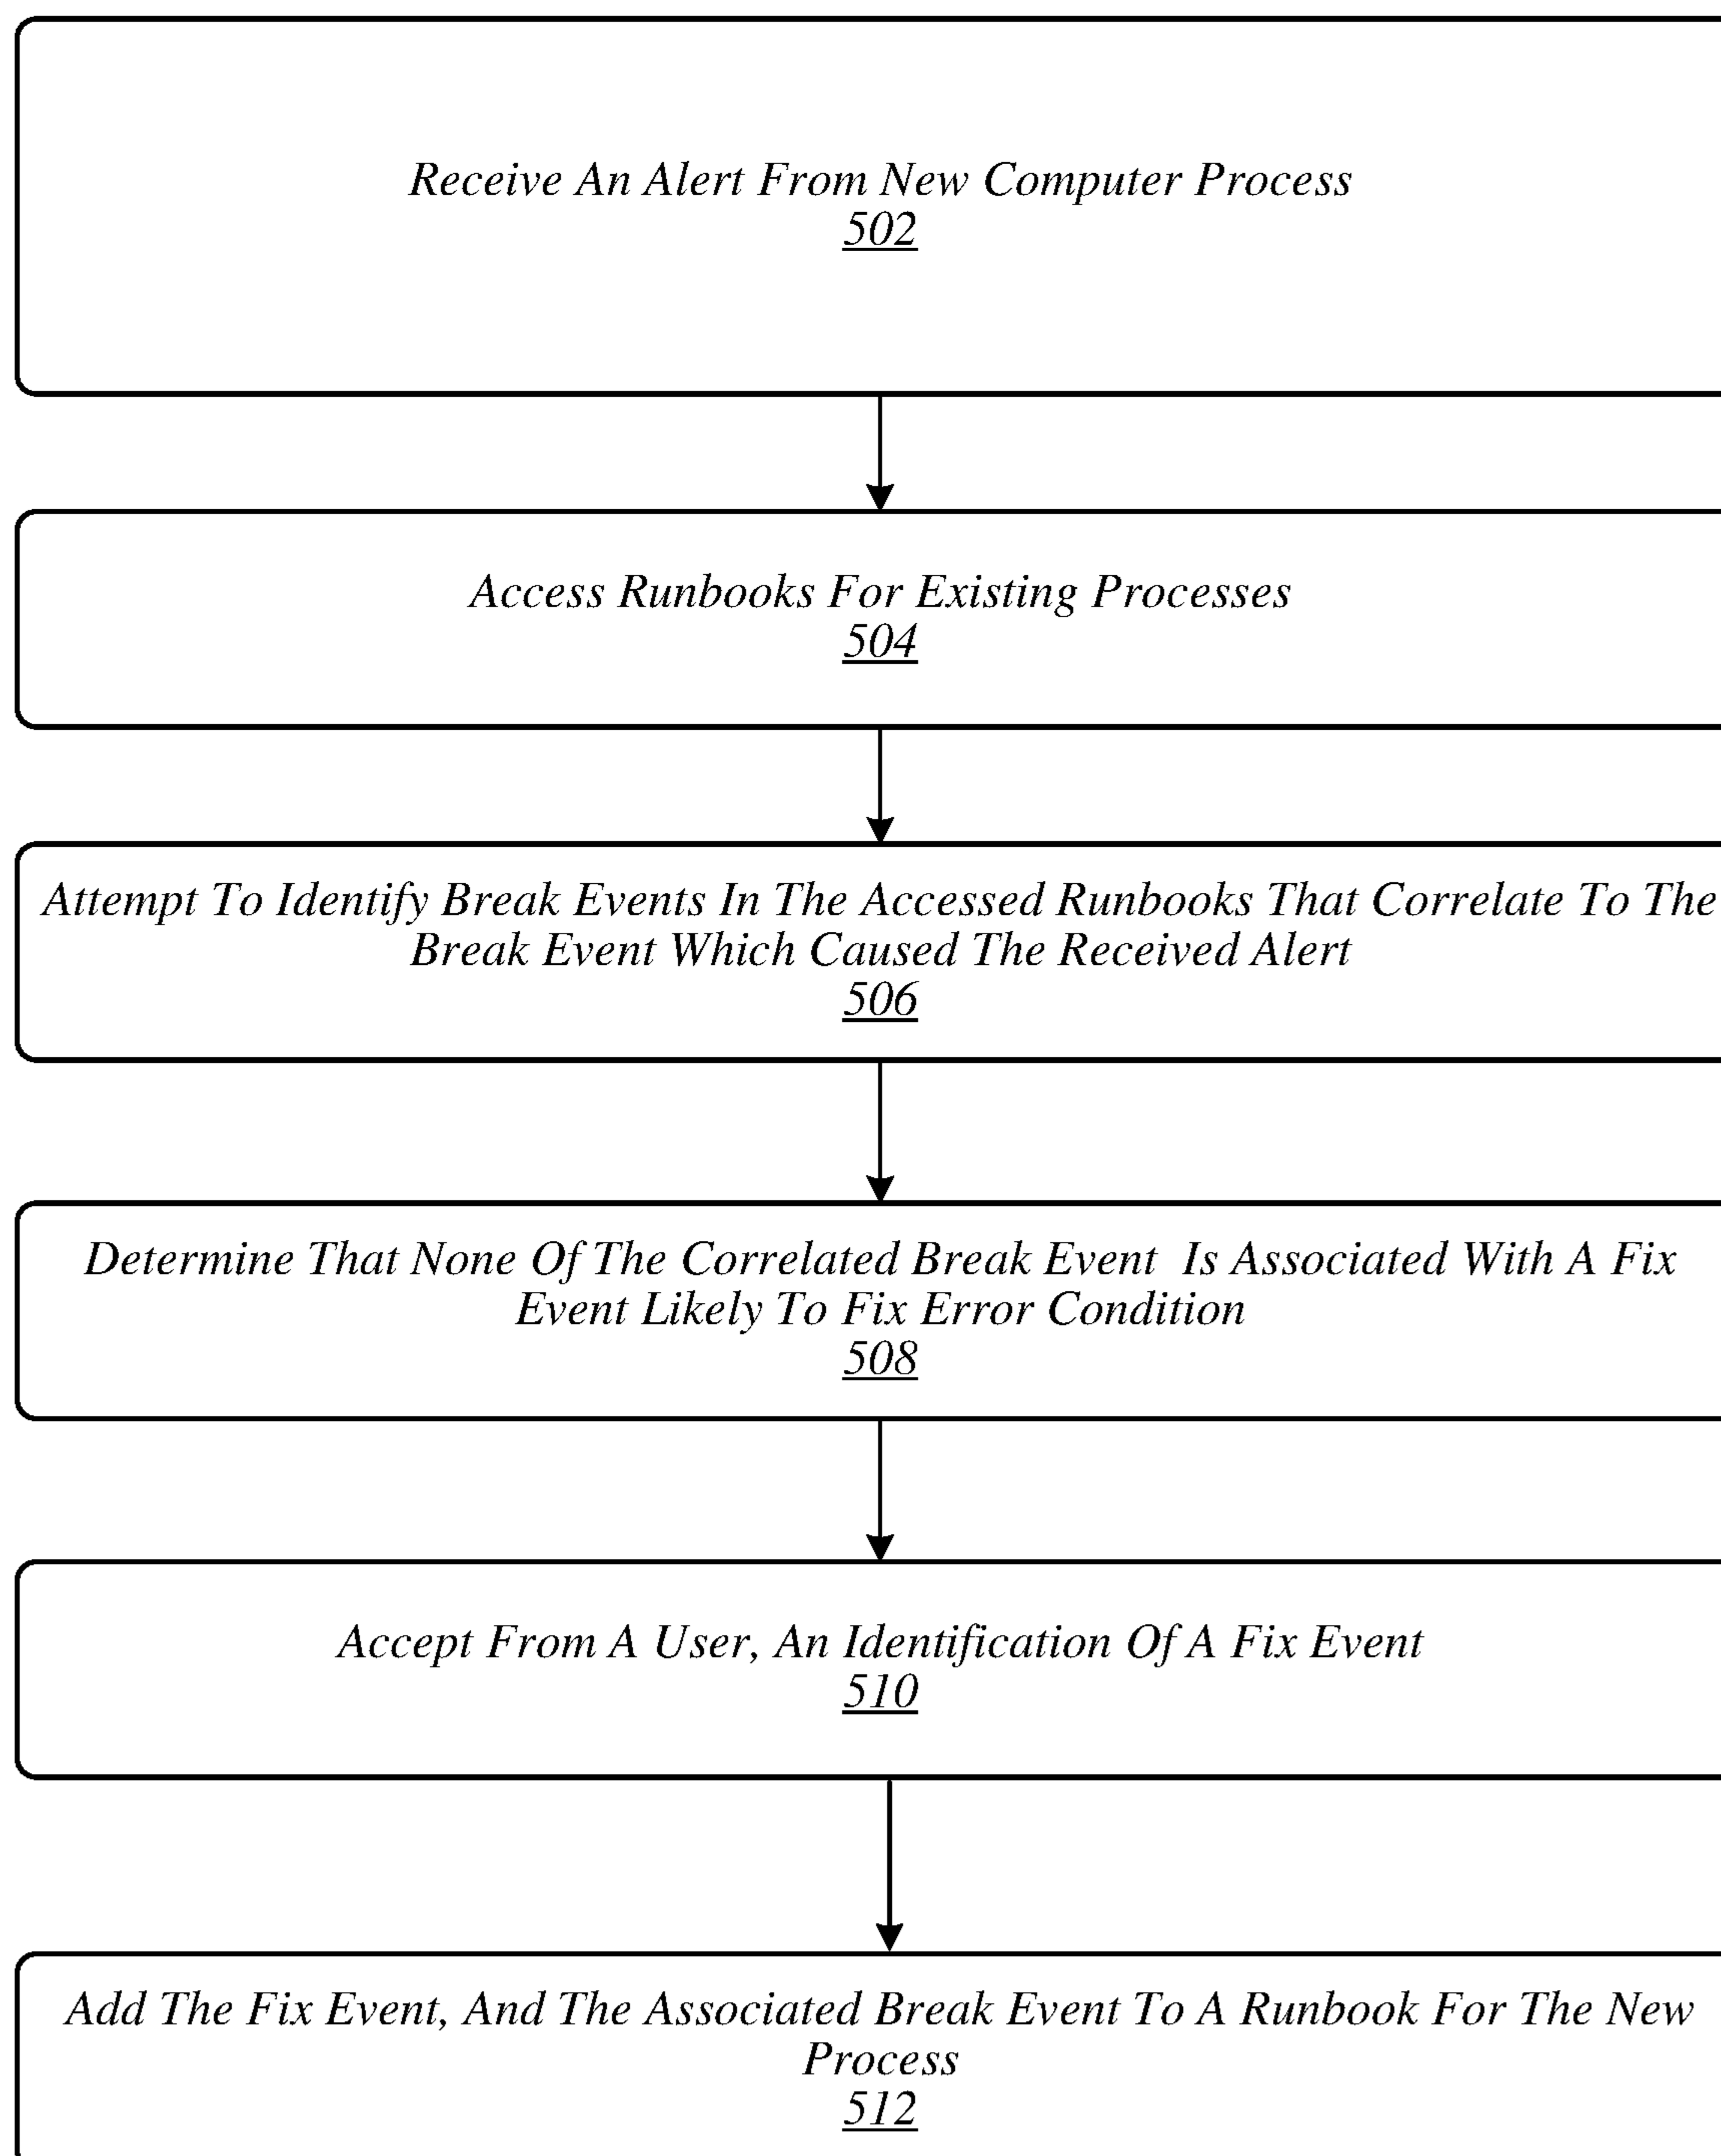 Receive An Alert From New Computer Process
502
Access Runbooks For Existing Processes
504
Attempt To Identify Break Events In The Accessed Runbooks That Correlate To The
Break Event Which Caused The Received Alert
506
Determine That None Of The Correlated Break Event  Is Associated With A Fix
Event Likely To Fix Error Condition
508
Accept From A User, An Identification Of A Fix Event
510
Add The Fix Event, And The Associated Break Event To A Runbook For The New
Process
512